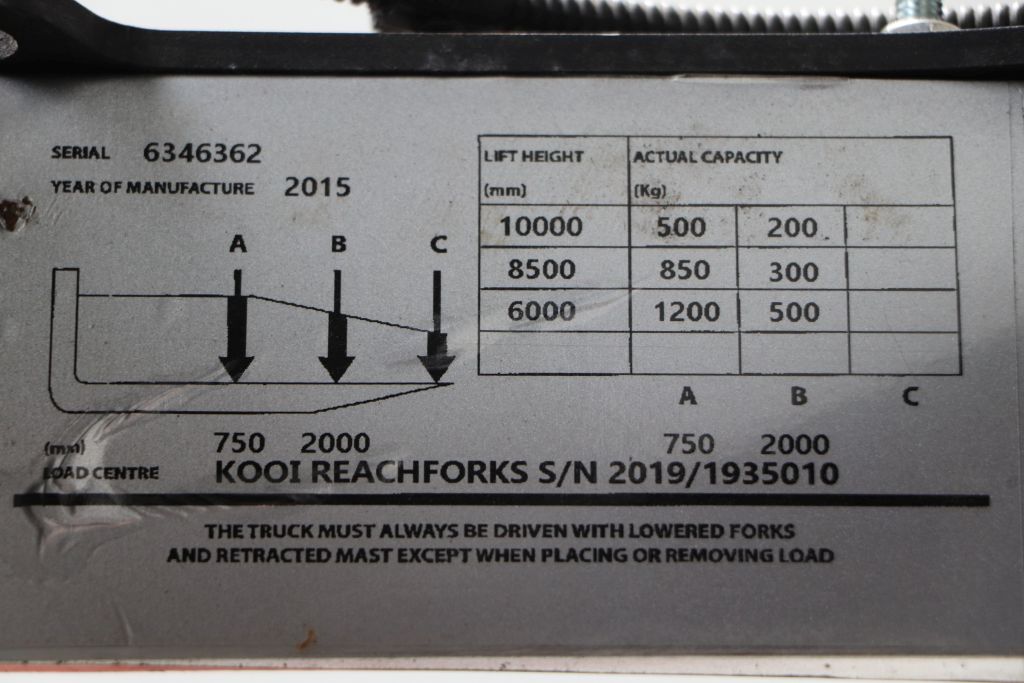 SERIAL 6346362
YEAR OF MANUFACTURE 2015
A B C
LIFT HEIGHT ACTUAL CAPACITY
(mm) (Kg)
10000 500 200
8500 850 300
6000 1200 500
A B C
(mm) 750 2000 750 2000
LOAD CENTRE KOOI REACHFORKS S/N 2019/1935010
THE TRUCK MUST ALWAYS BE DRIVEN WITH LOWERED FORKS
AND RETRACTED MAST EXCEPT WHEN PLACING OR REMOVING LOAD